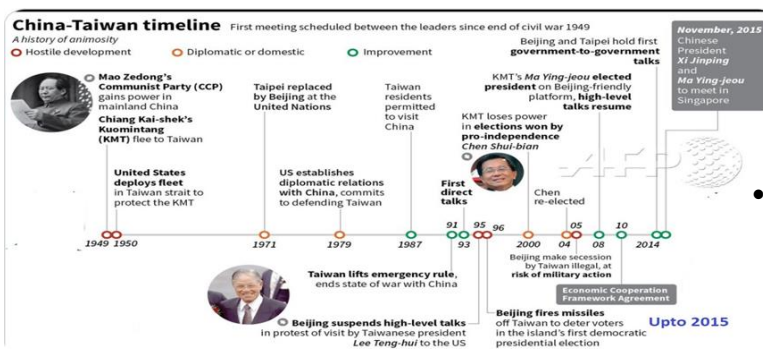 China-Taiwan timeline
First meeting scheduled between the leaders since end of civil war 1949
A history of animosity
Hostile development
Diplomatic or domestic
Improvement
Mao Zedong's
Communist Party (CCP)
gains power in
mainland China
Chiang Kai-shek's
Kuomintang
(KMT) flee to Taiwan
United States
deploys fleet
in Taiwan strait to
protect the KMT
Taipei replaced
by Beijing at the
United Nations
US establishes
diplomatic relations
with China, commits
to defending Taiwan
Taiwan
residents
permitted
to visit
China
First
direct
talks
KMT loses power
in elections won by
pro-independence
Chen Shui-bian
KMT's Ma Ying-jeou elected
president on Beijing-friendly
platform, high-level
talks resume
Chen
re-elected
Beijing and Taipei hold first
government-to-government
talks
November, 2015
Chinese
President
Xi Jinping
and
Ma Ying-jeou
to meet in
Singapore
AFP
1949
1950
1971
1979
1987
91
93
95
96
2000
04
05
08
10
2014
Taiwan lifts emergency rule,
ends state of war with China
Beijing suspends high-level talks
in protest of visit by Taiwanese president
Lee Teng-hui to the US
Beijing fires missiles
off Taiwan to deter voters
in the island's first democratic
presidential election
Beijing make secession
by Taiwan illegal, at
risk of military action
Economic Cooperation
Framework Agreement
Upto 2015